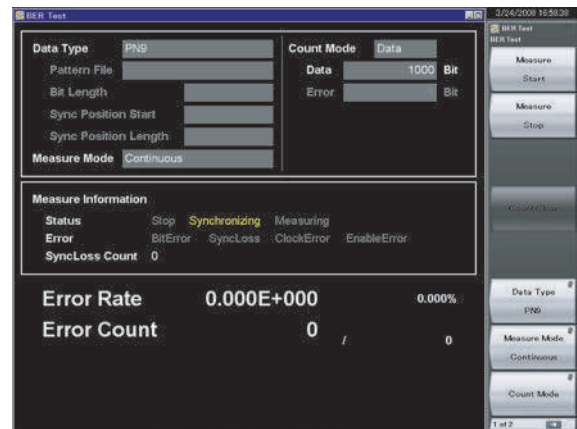 BER Test
3/24/2008 16:58:38
BER Test
BER Test
Data Type PN9
Count Mode Data
Pattern File
Data 1000 Bit
Bit Length
Error Bit
Sync Position Start
Sync Position Length
Measure Mode Continuous
Measure Information
Status Stop Synchronizing Measuring
Error BitError SyncLoss ClockError EnableError
SyncLoss Count 0
Error Rate 0.000E+000 0.000%
Error Count 0 / 0
Measure
Start
Measure
Stop
Data Type
PN9
Measure Mode
Continuous
Count Mode
1 of 2